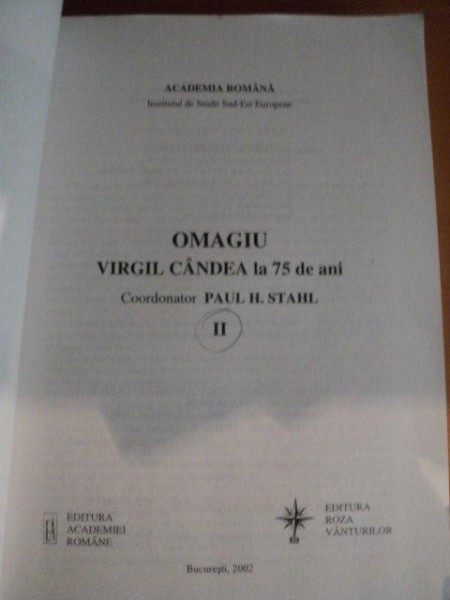 ACADEMIA ROMÂNĂ
Institutul de Studii Sud-Est Europene
OMAGIU
VIRGIL CÂNDEA la 75 de ani
Coordonator PAUL H. STAHL
II
EDITURA
ACADEMIEI
ROMÂNE
EDITURA
ROZA
VÂNTURILOR
Bucureşti, 2002